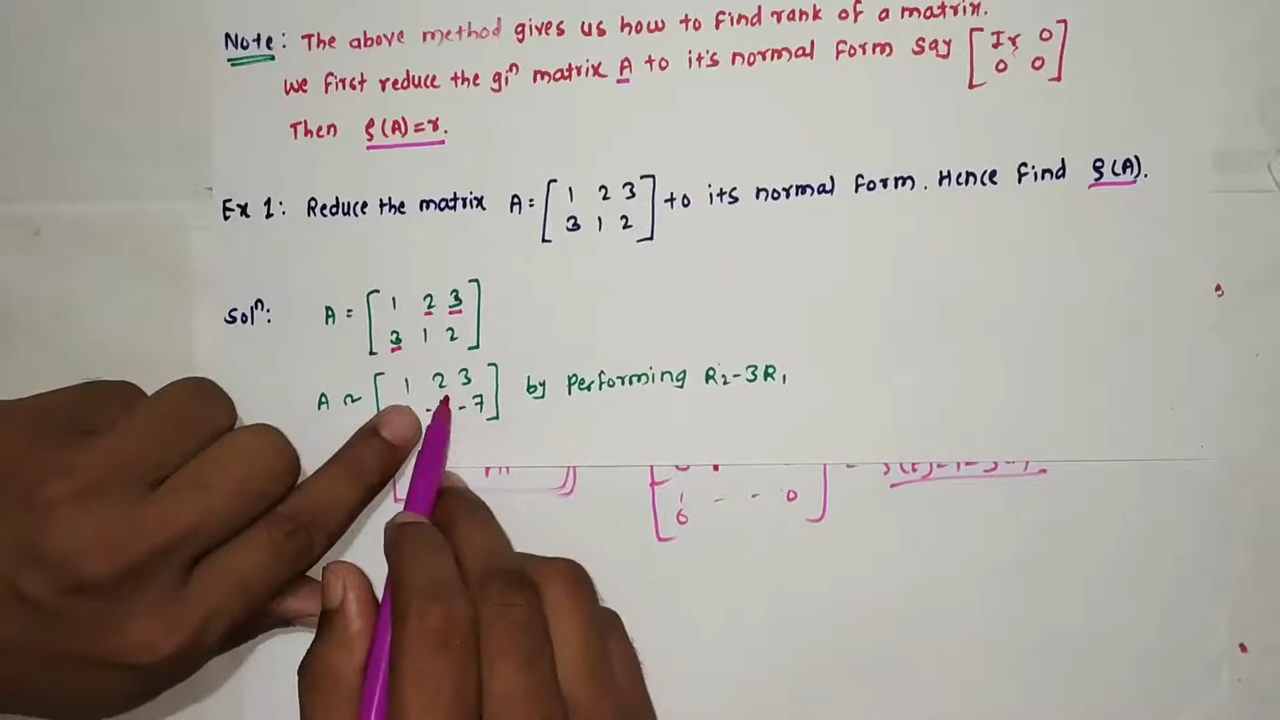 Note: The above method gives us how to find rank of a matrix.
We first reduce the giⁿ matrix A to it's normal form say [Ir 0
0 0]
Then ρ(A)=r.
Ex 1: Reduce the matrix A = [1 2 3
3 1 2] to its normal form. Hence find ρ(A).
Solⁿ: A = [1 2 3
3 1 2]
A ~ [1 2 3
- 7] by performing R₂-3R₁
0